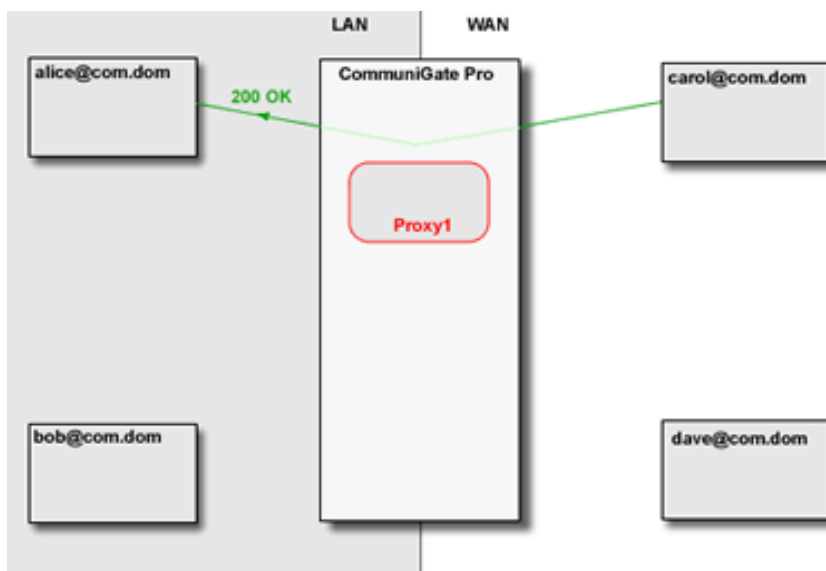 LAN WAN
alice@com.dom
CommuniGate Pro
carol@com.dom
200 OK
Proxy1
bob@com.dom
dave@com.dom